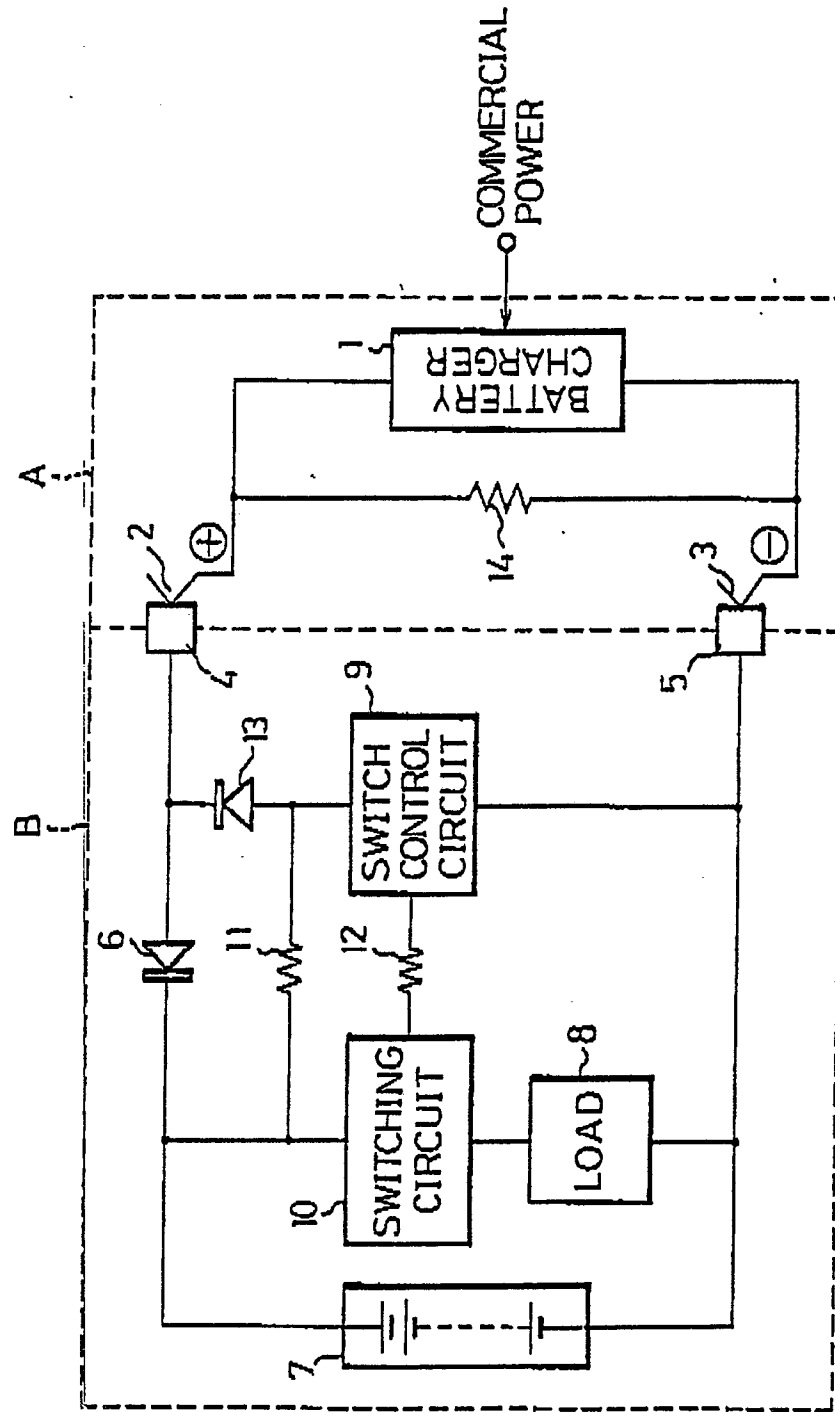 B
A
6
4
2
+
13
11
9
SWITCH
CONTROL
CIRCUIT
12
10
SWITCHING
CIRCUIT
8
LOAD
7
14
1
BATTERY
CHARGER
COMMERCIAL
POWER
5
3
−